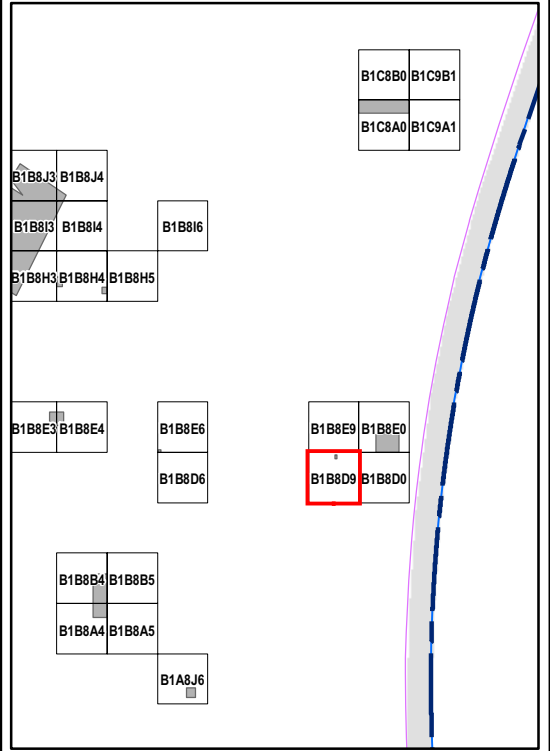 B1C8B0 B1C9B1
B1C8A0 B1C9A1
B1B8J3 B1B8J4
B1B8I3 B1B8I4 B1B8I6
B1B8H3 B1B8H4 B1B8H5
B1B8E3 B1B8E4 B1B8E6 B1B8E9 B1B8E0
B1B8D6 B1B8D9 B1B8D0
B1B8B4 B1B8B5
B1B8A4 B1B8A5
B1A8J6